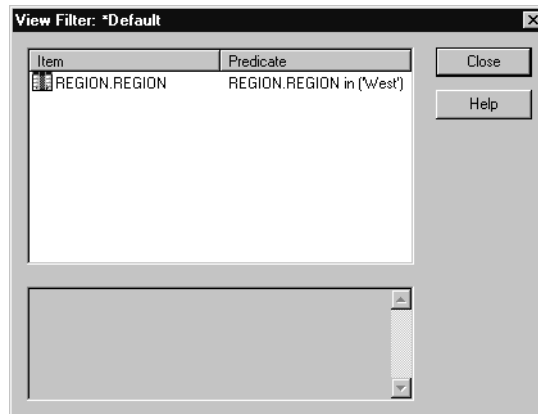 View Filter: *Default
Item Predicate
REGION.REGION REGION.REGION in ('West')
Close
Help